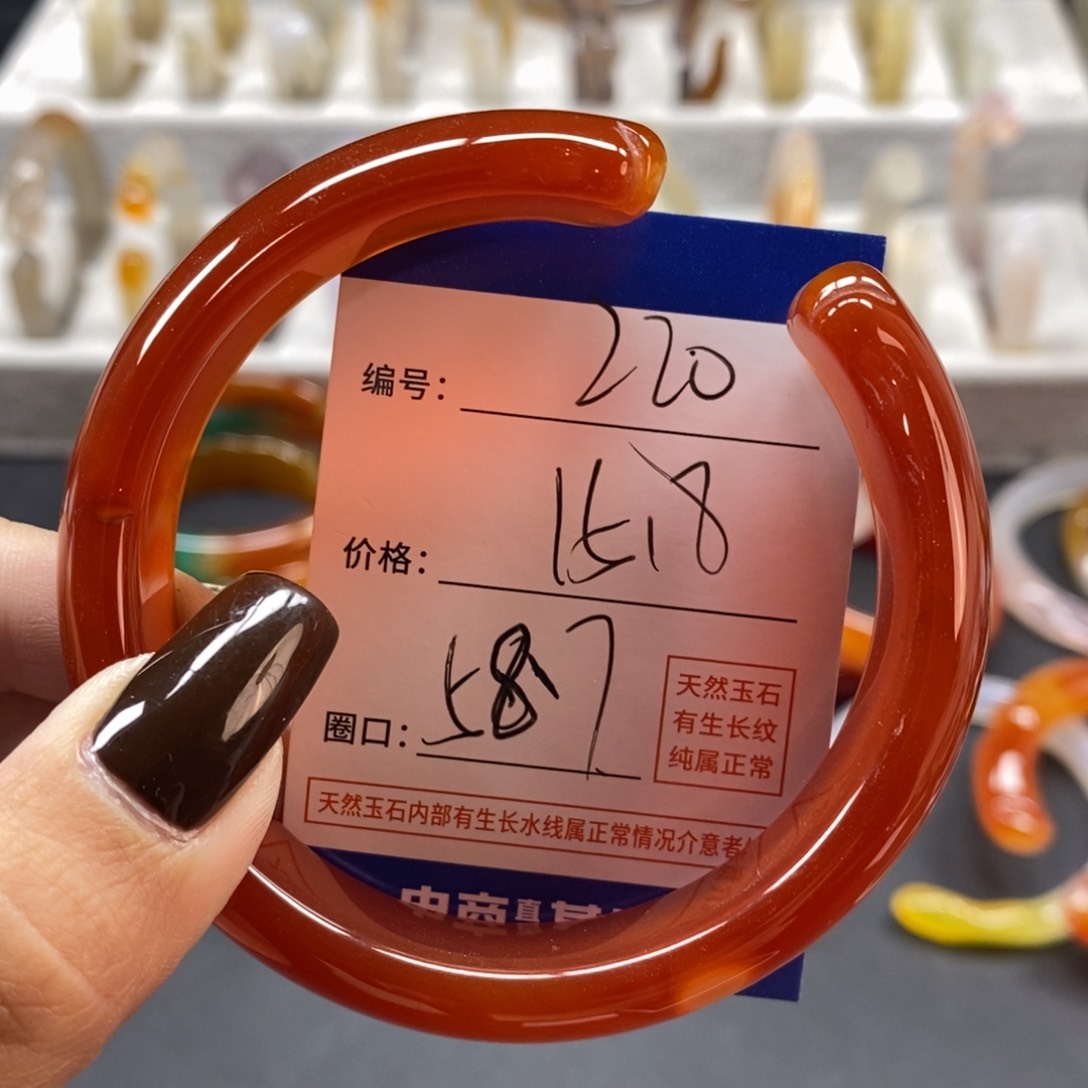 编号: 220
价格: 1518
圈口: 58.7
天然玉石
有生长纹
纯属正常
天然玉石内部有生长水线属正常情况介意者